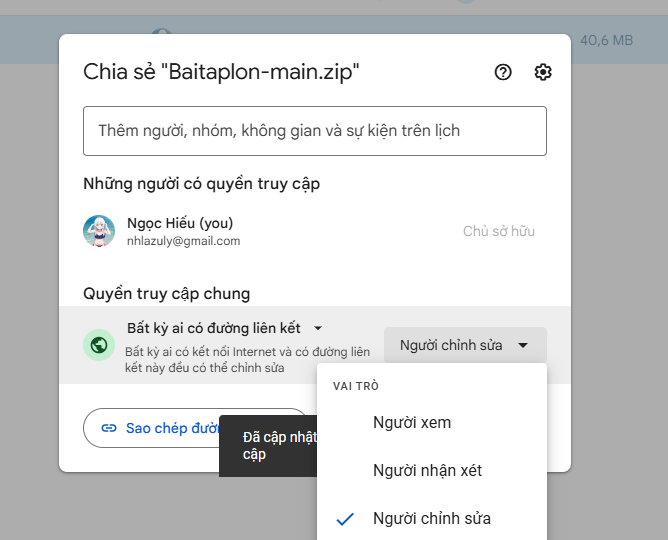 40,6 MB
Chia sẻ "Baitaplon-main.zip"
Thêm người, nhóm, không gian và sự kiện trên lịch
Những người có quyền truy cập
Ngọc Hiếu (you)
nhlazuly@gmail.com
Chủ sở hữu
Quyền truy cập chung
Bất kỳ ai có đường liên kết
Bất kỳ ai có kết nối Internet và có đường liên
kết này đều có thể chỉnh sửa
Người chỉnh sửa
VAI TRÒ
Người xem
Người nhận xét
Người chỉnh sửa
Sao chép
Đã cập nhật
cập